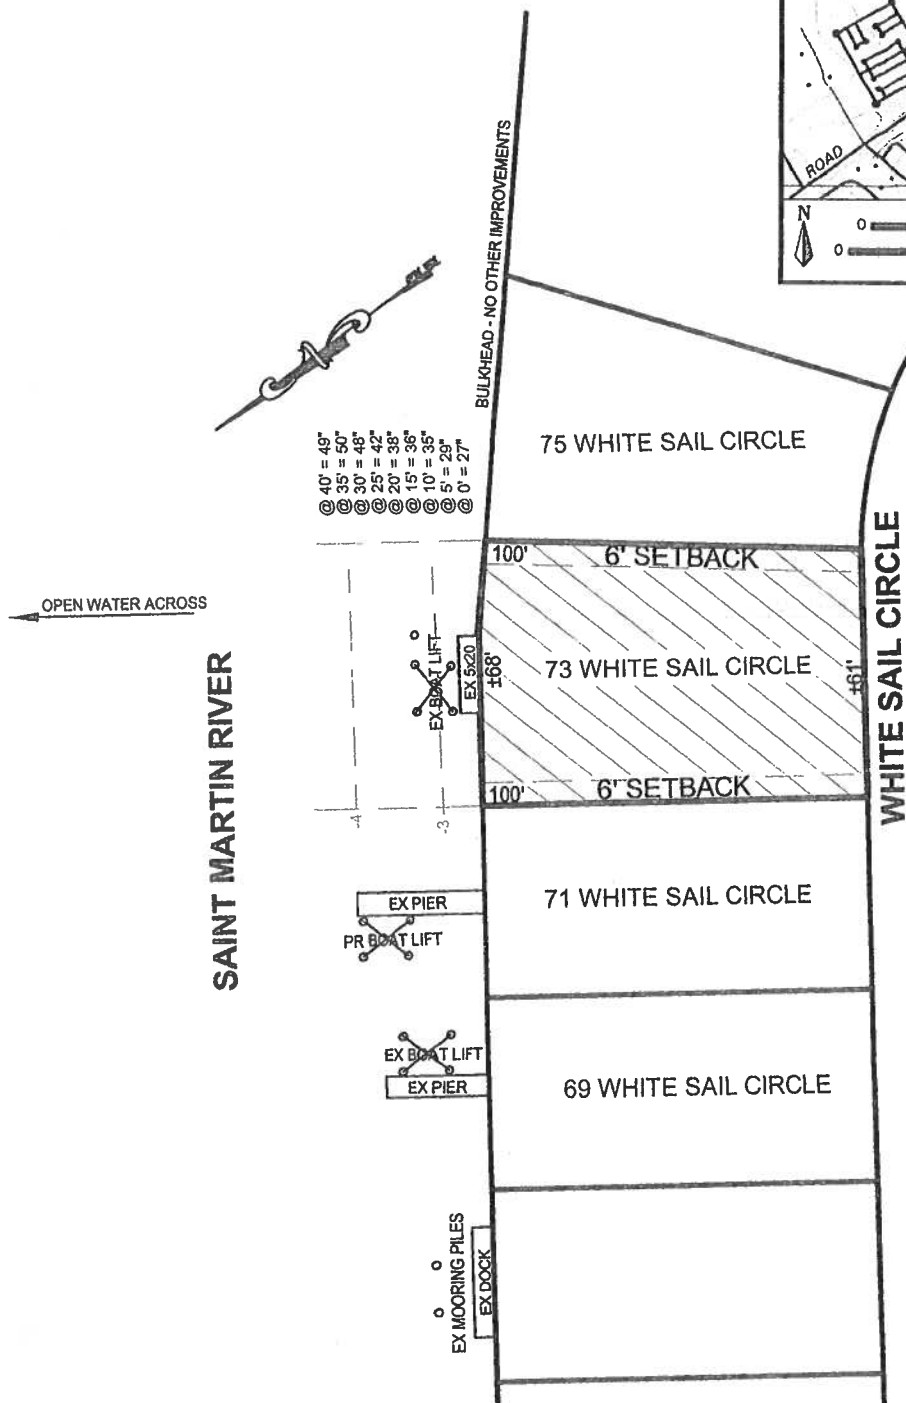 ROAD
N
0
0
BULKHEAD - NO OTHER IMPROVEMENTS
@ 40' = 49"
@ 35' = 50"
@ 30' = 48"
@ 25' = 42"
@ 20' = 38"
@ 15' = 36"
@ 10' = 35"
@ 5' = 29"
@ 0' = 27"
75 WHITE SAIL CIRCLE
100'
6' SETBACK
OPEN WATER ACROSS
SAINT MARTIN RIVER
EX BOAT LIFT
EX 5x20
±68'
73 WHITE SAIL CIRCLE
±61'
WHITE SAIL CIRCLE
100'
6' SETBACK
-4
-3
EX PIER
71 WHITE SAIL CIRCLE
PR BOAT LIFT
EX BOAT LIFT
EX PIER
69 WHITE SAIL CIRCLE
EX MOORING PILES
EX DOCK